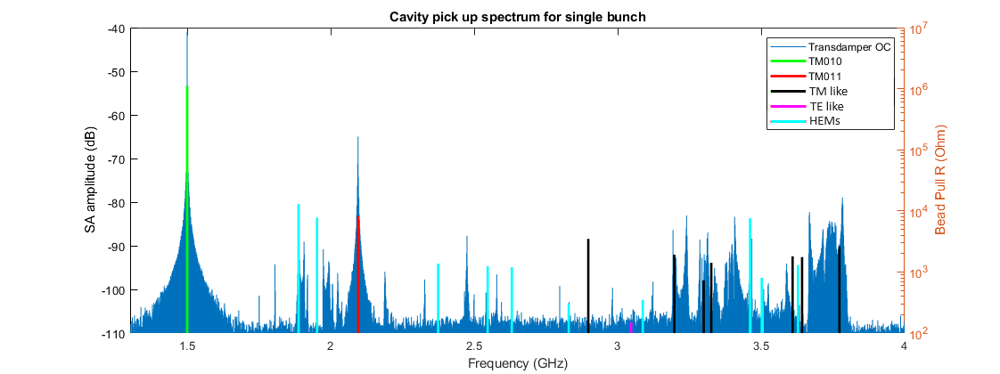 Cavity pick up spectrum for single bunch
-40
-50
-60
-70
-80
-90
-100
-110
SA amplitude (dB)
Transdamper OC
TM010
TM011
TM like
TE like
HEMs
10^7
10^6
10^5
10^4
10^3
10^2
Bead Pull R (Ohm)
1.5 2 2.5 3 3.5 4
Frequency (GHz)